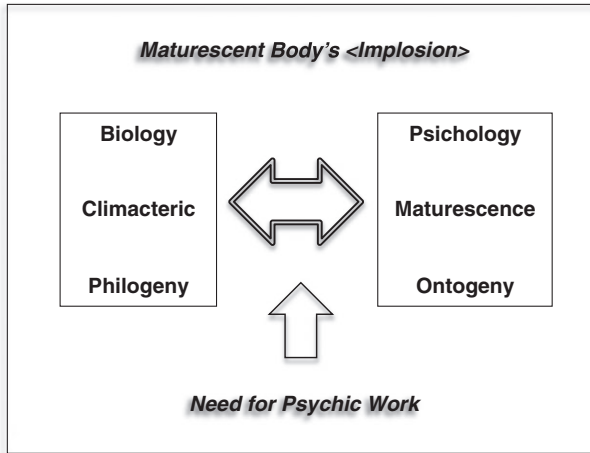 Maturescent Body's <Implosion>
Biology
Climacteric
Philogeny
Psichology
Maturescence
Ontogeny
Need for Psychic Work